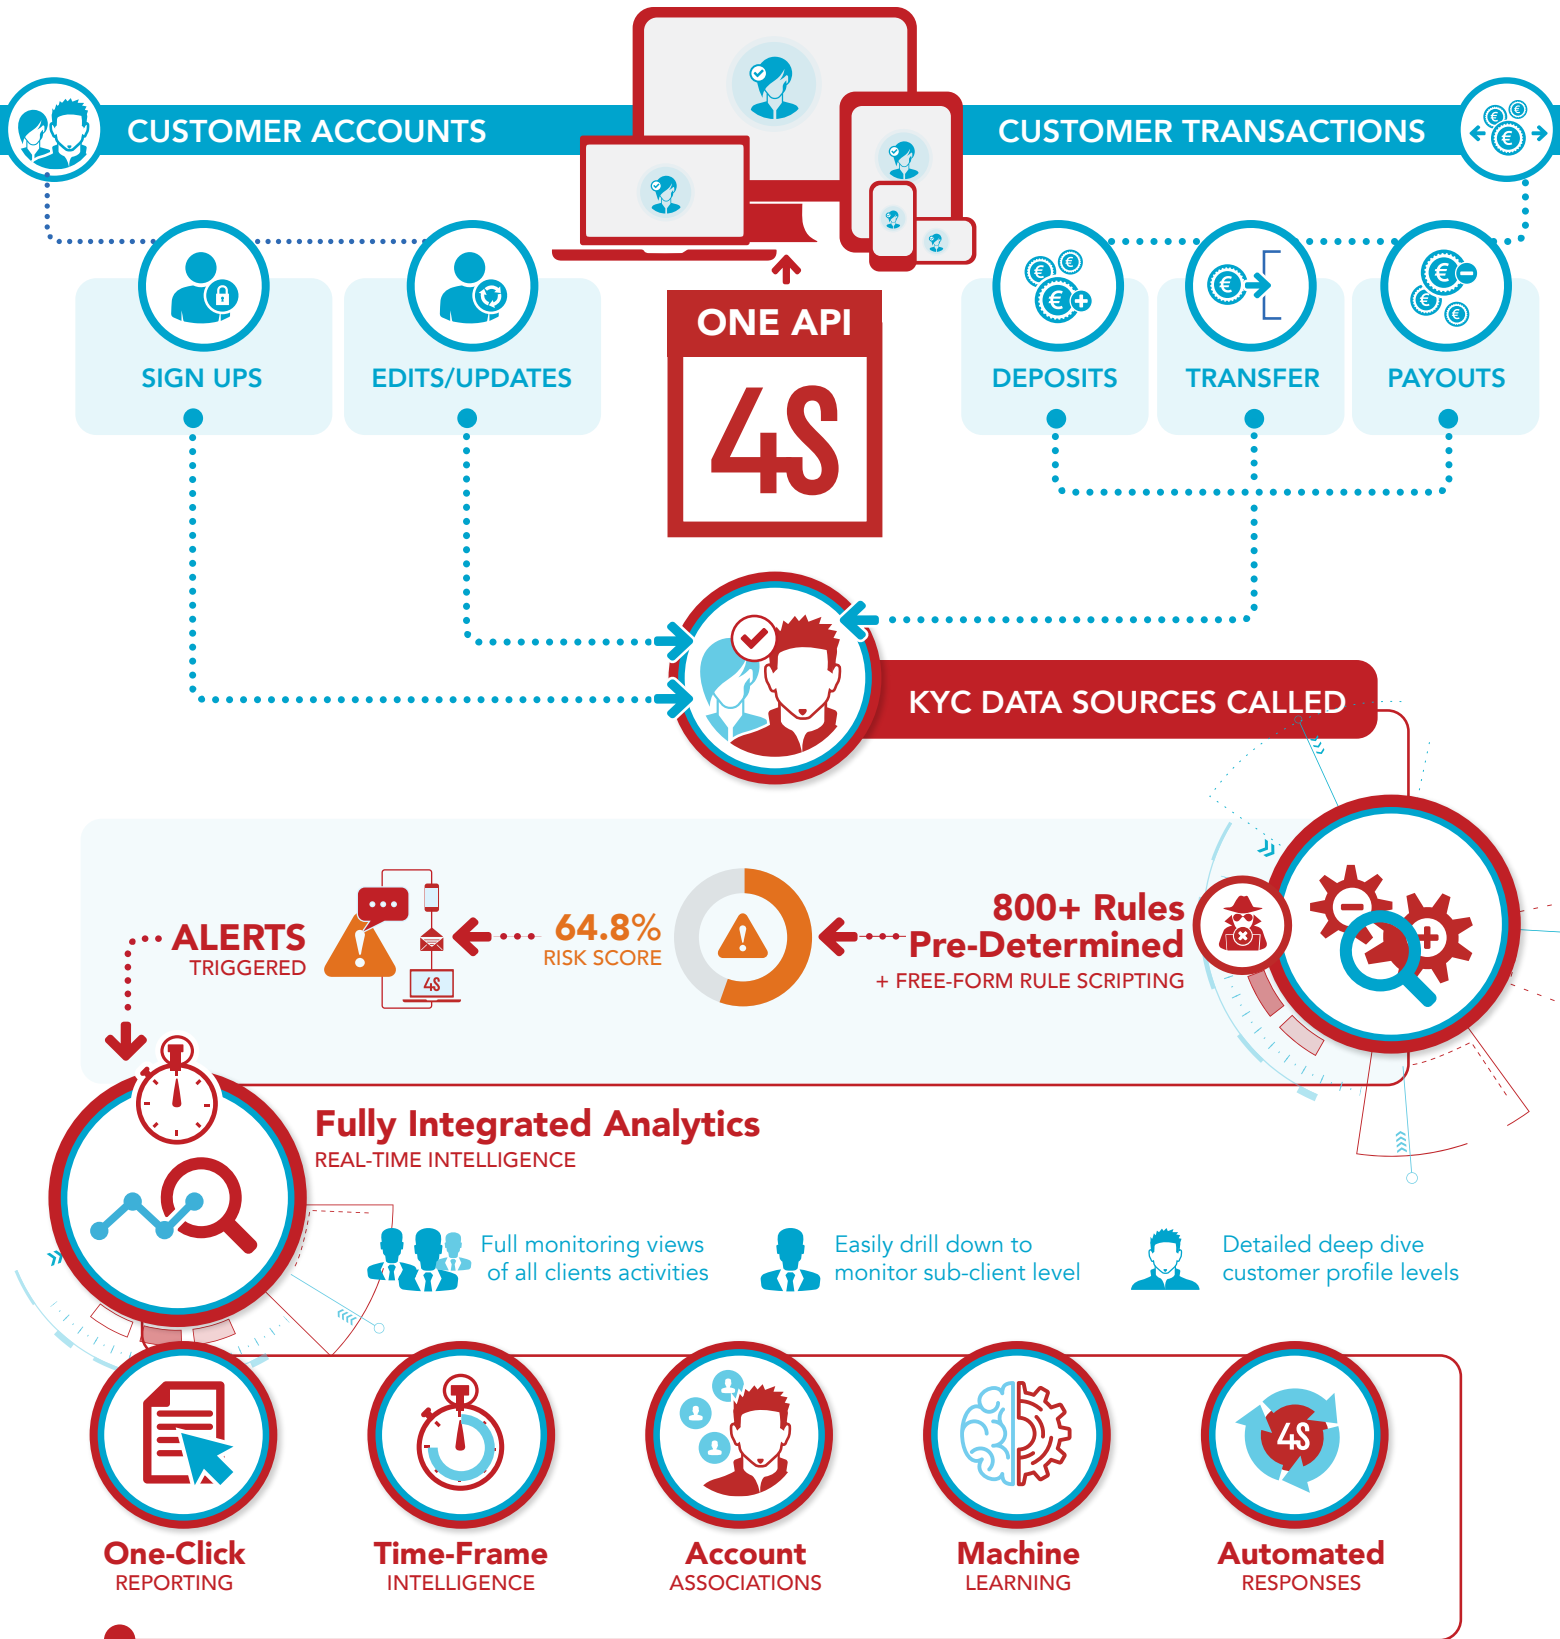 CUSTOMER ACCOUNTS
CUSTOMER TRANSACTIONS
SIGN UPS
EDITS/UPDATES
ONE API
4S
DEPOSITS
TRANSFER
PAYOUTS
KYC DATA SOURCES CALLED
800+ Rules
Pre-Determined
+ FREE-FORM RULE SCRIPTING
64.8%
RISK SCORE
4S
ALERTS
TRIGGERED
Fully Integrated Analytics
REAL-TIME INTELLIGENCE
Full monitoring views
of all clients activities
Easily drill down to
monitor sub-client level
Detailed deep dive
customer profile levels
4S
One-Click
REPORTING
Time-Frame
INTELLIGENCE
Account
ASSOCIATIONS
Machine
LEARNING
Automated
RESPONSES